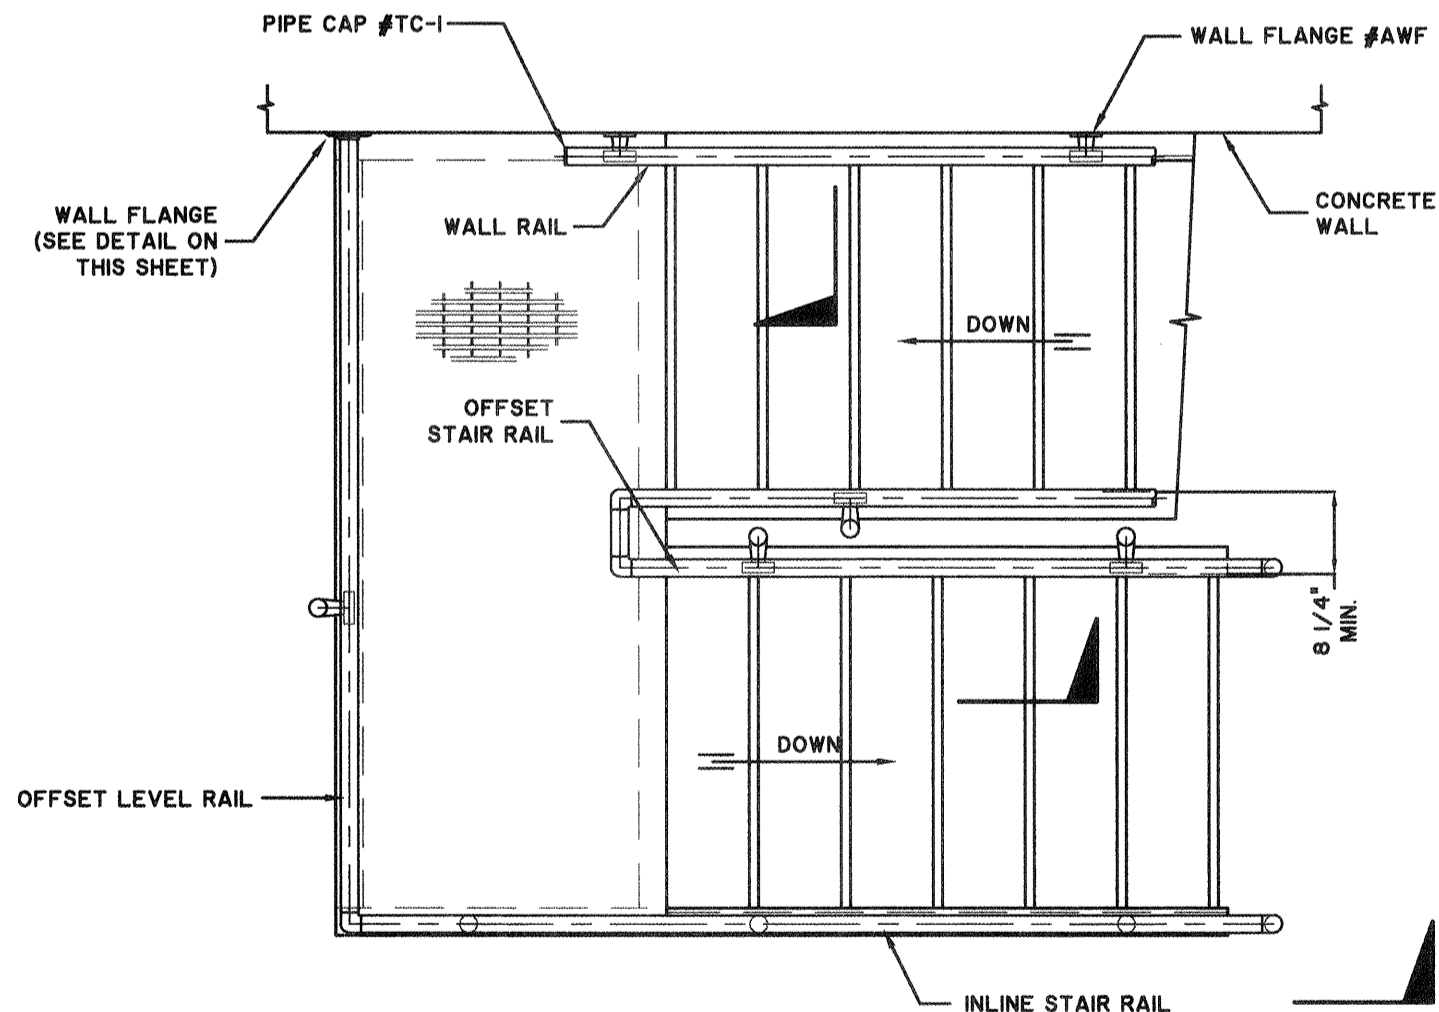 PIPE CAP #TC-1
WALL FLANGE #AWF
WALL FLANGE
(SEE DETAIL ON
THIS SHEET)
WALL RAIL
CONCRETE
WALL
DOWN
OFFSET
STAIR RAIL
8 1/4"
MIN.
DOWN
OFFSET LEVEL RAIL
INLINE STAIR RAIL